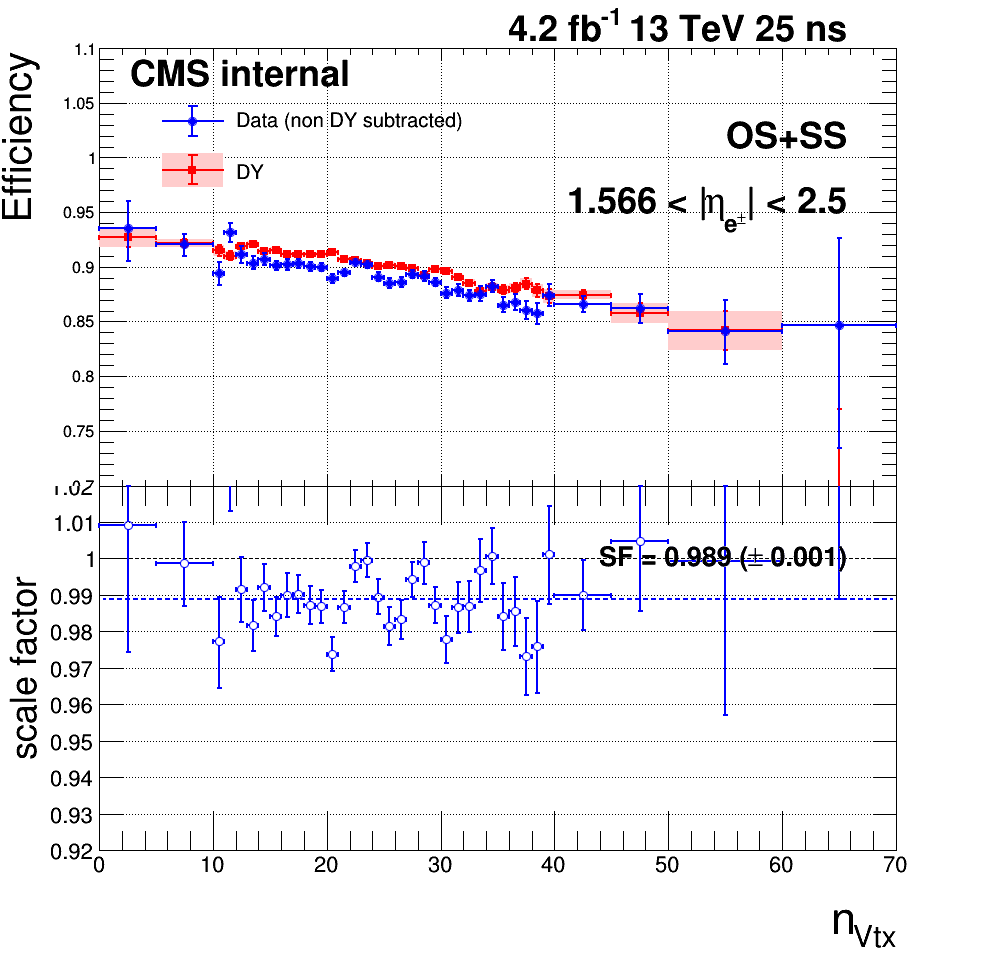 4.2 fb⁻¹ 13 TeV 25 ns
Efficiency
1.1
1.05
1
0.95
0.9
0.85
0.8
0.75
CMS internal
Data (non DY subtracted)
DY
OS+SS
1.566 < |η_e±| < 2.5
scale factor
1.02
1.01
1
0.99
0.98
0.97
0.96
0.95
0.94
0.93
0.92
SF = 0.989 (± 0.001)
0 10 20 30 40 50 60 70
n_Vtx